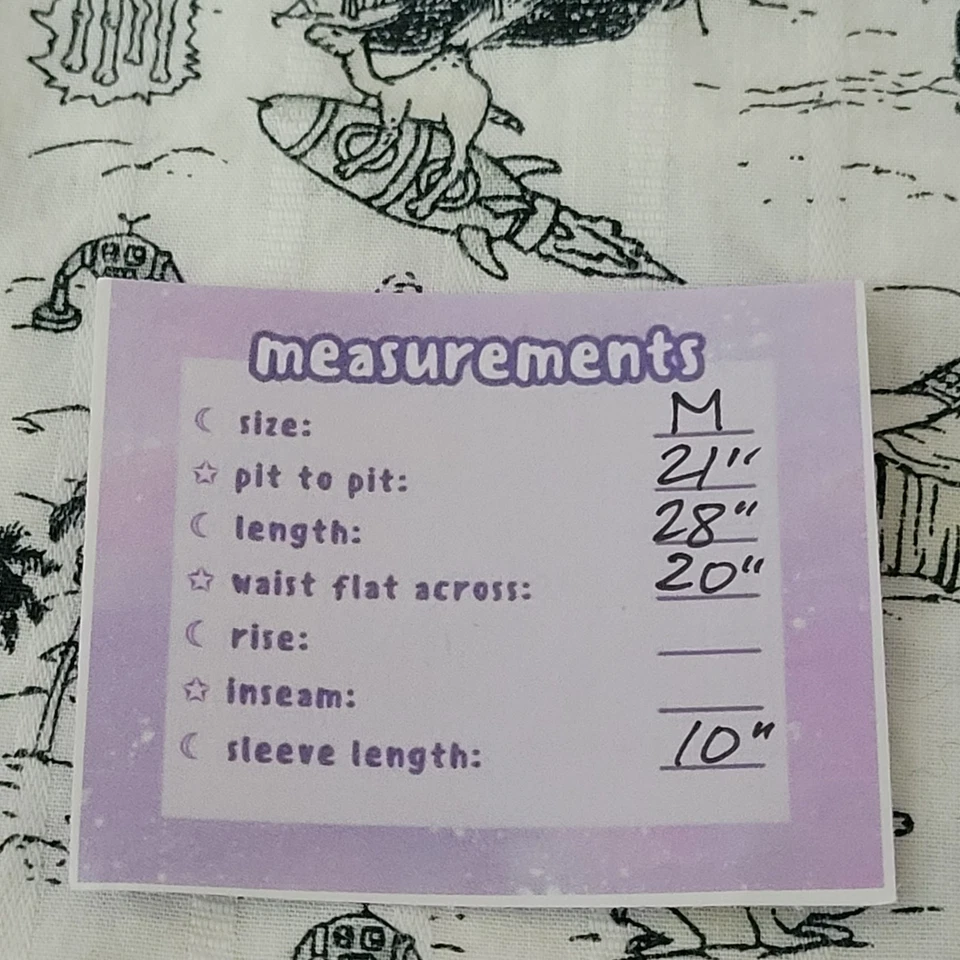 measurements
size: M
pit to pit: 21"
length: 28"
waist flat across: 20"
rise:
inseam:
sleeve length: 10"